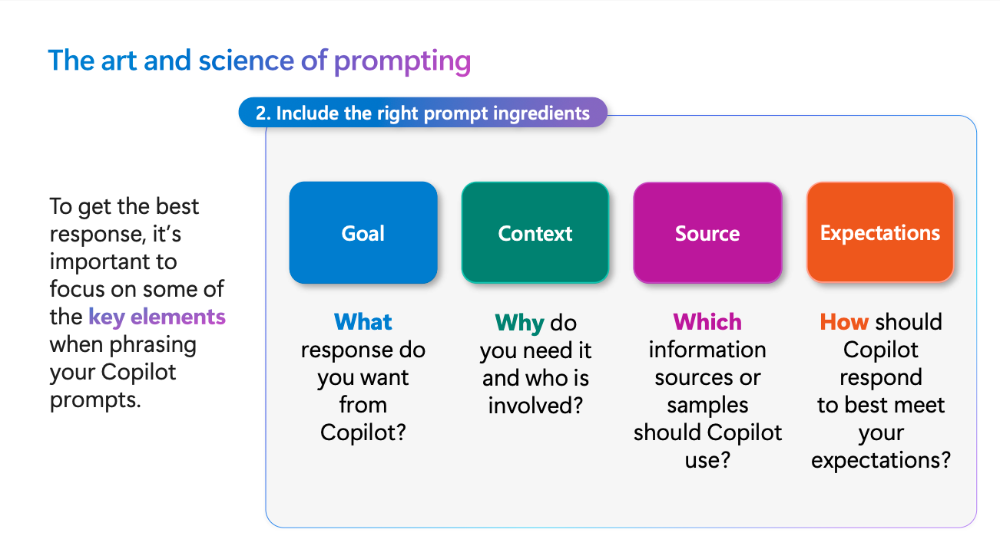 The art and science of prompting
2. Include the right prompt ingredients
To get the best
response, it’s
important to
focus on some of
the key elements
when phrasing
your Copilot
prompts.
Goal
What
response do
you want
from
Copilot?
Context
Why do
you need it
and who is
involved?
Source
Which
information
sources or
samples
should Copilot
use?
Expectations
How should
Copilot
respond
to best meet
your
expectations?